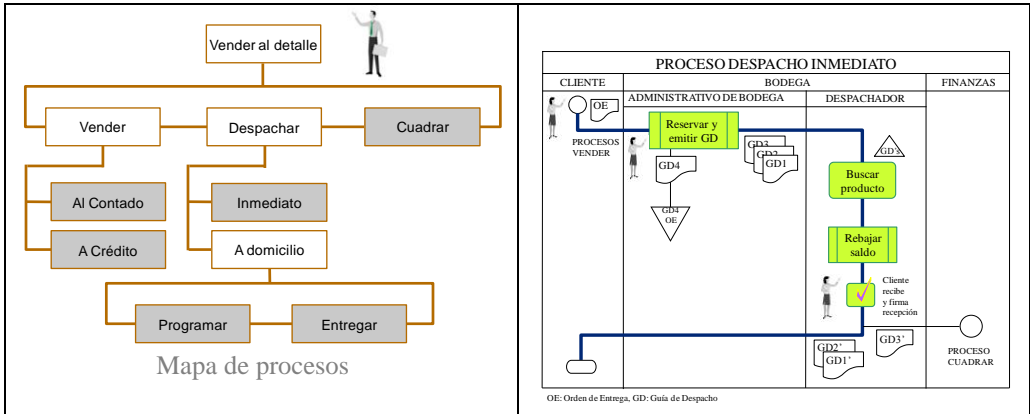 Vender al detalle
Vender
Despachar
Cuadrar
Al Contado
Inmediato
A Crédito
A domicilio
Programar
Entregar
Mapa de procesos
PROCESO DESPACHO INMEDIATO
CLIENTE
BODEGA
FINANZAS
ADMINISTRATIVO DE BODEGA
DESPACHADOR
OE
PROCESOS
VENDER
Reservar y
emitir GD
GD4
GD3
GD2
GD1
GD4
OE
GD's
Buscar
producto
Rebajar
saldo
Cliente
recibe
y firma
recepción
GD2'
GD1'
GD3'
PROCESO
CUADRAR
OE: Orden de Entrega, GD: Guía de Despacho